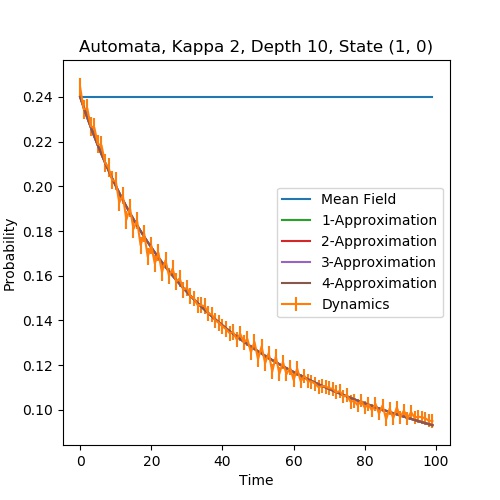 Automata, Kappa 2, Depth 10, State (1, 0)
0.24
0.22
0.20
0.18
0.16
0.14
0.12
0.10
Probability
Mean Field
1-Approximation
2-Approximation
3-Approximation
4-Approximation
Dynamics
0 20 40 60 80 100
Time